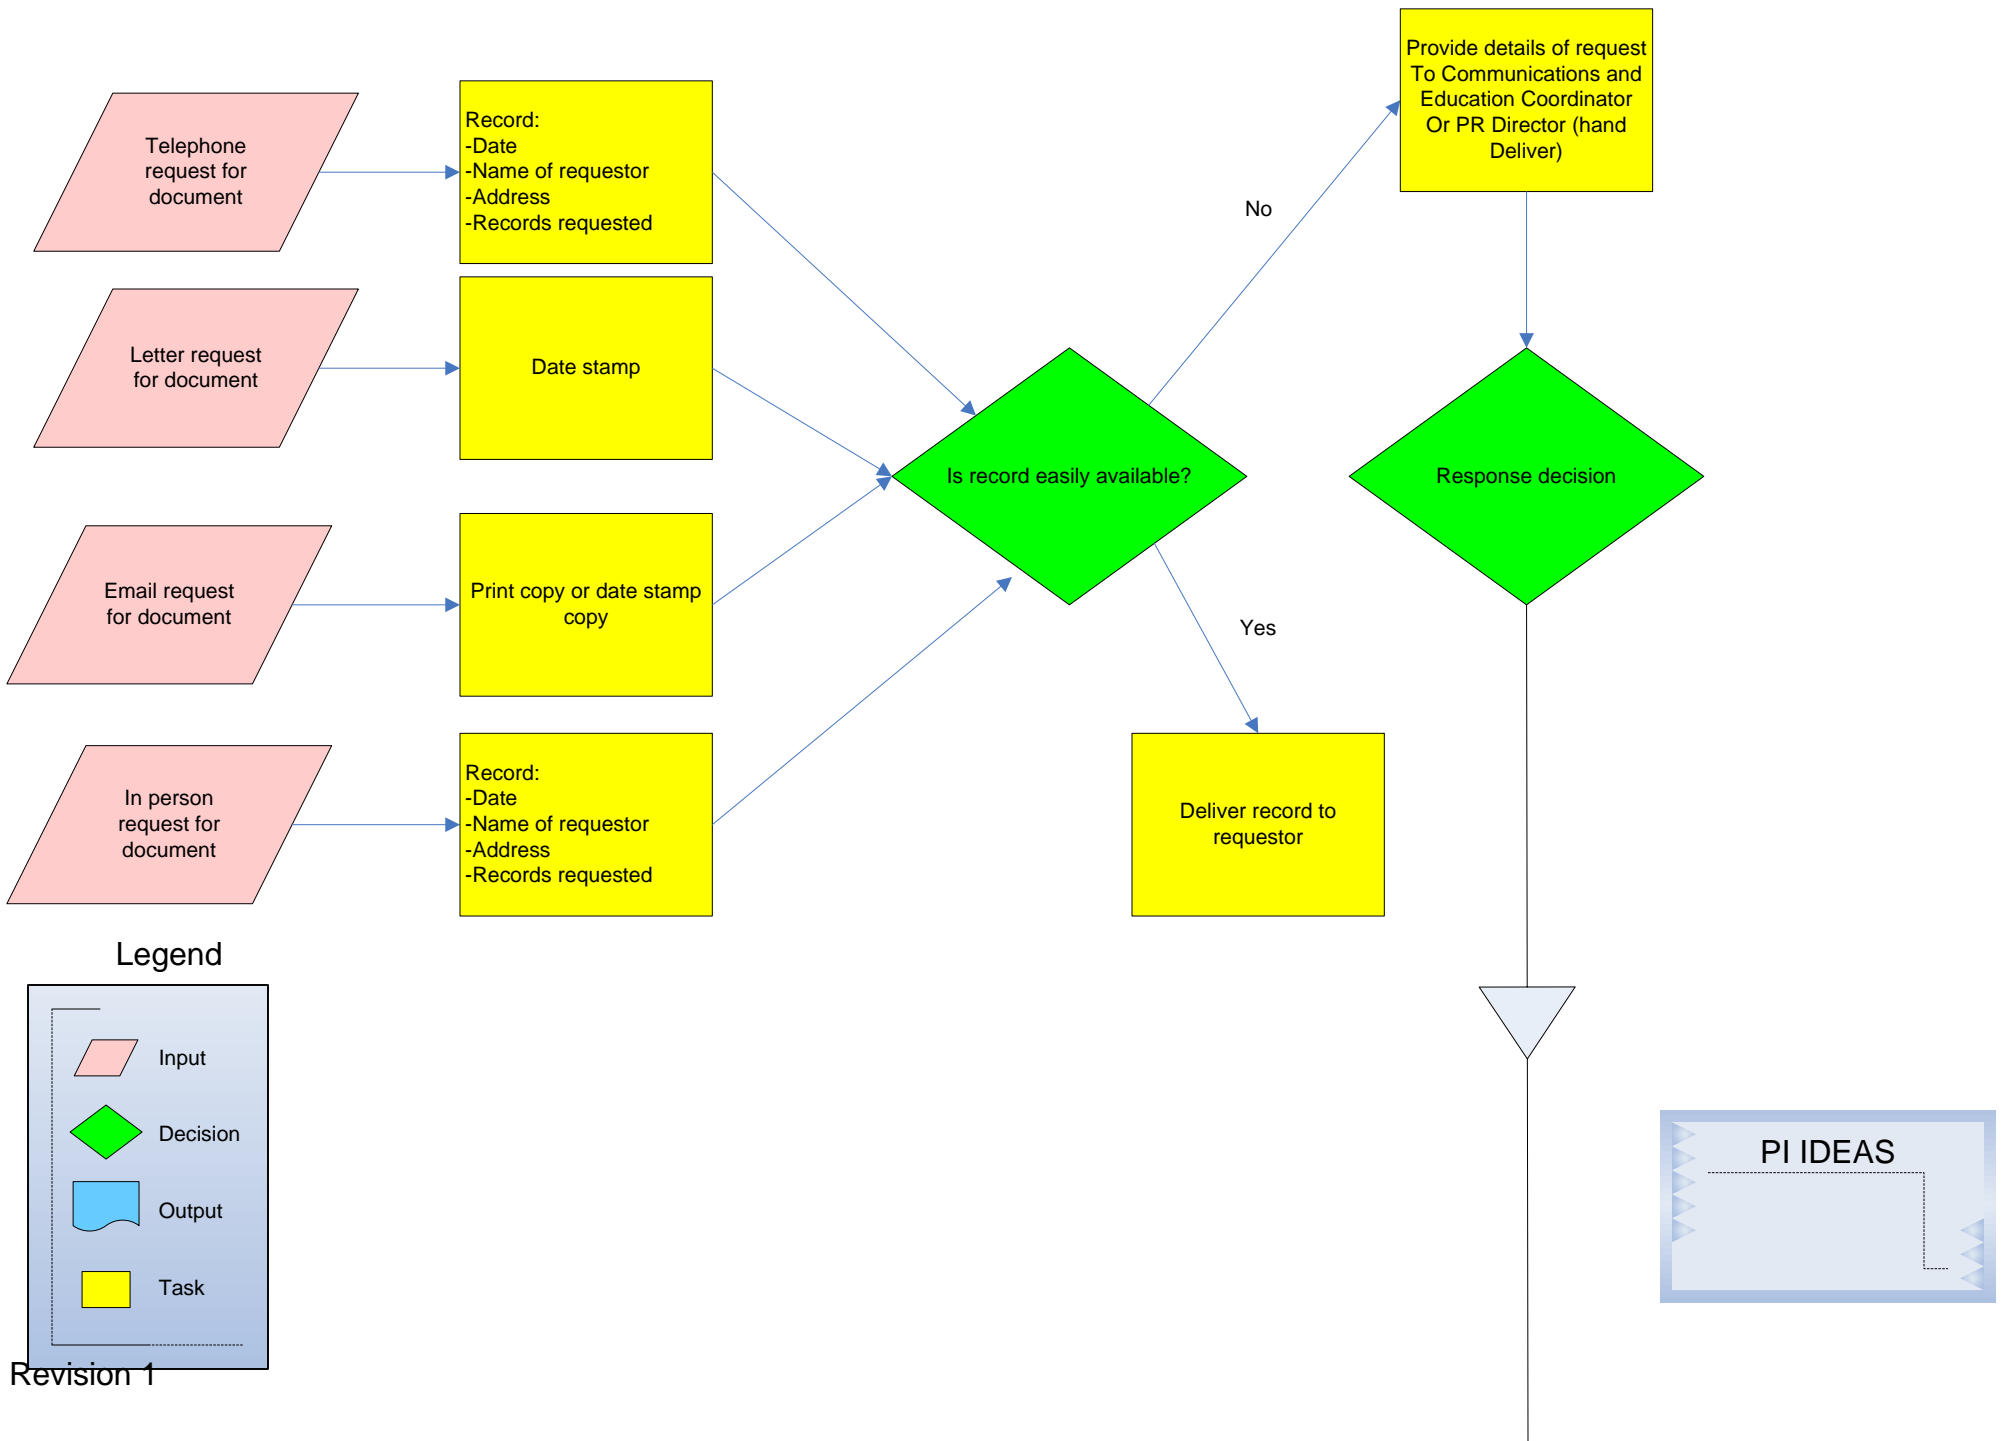 Telephone
request for
document
Record:
-Date
-Name of requestor
-Address
-Records requested
Provide details of request
To Communications and
Education Coordinator
Or PR Director (hand
Deliver)
No
Letter request
for document
Date stamp
Is record easily available?
Response decision
Email request
for document
Print copy or date stamp
copy
Yes
In person
request for
document
Record:
-Date
-Name of requestor
-Address
-Records requested
Deliver record to
requestor
Legend
Input
Decision
Output
Task
Revision 1
PI IDEAS